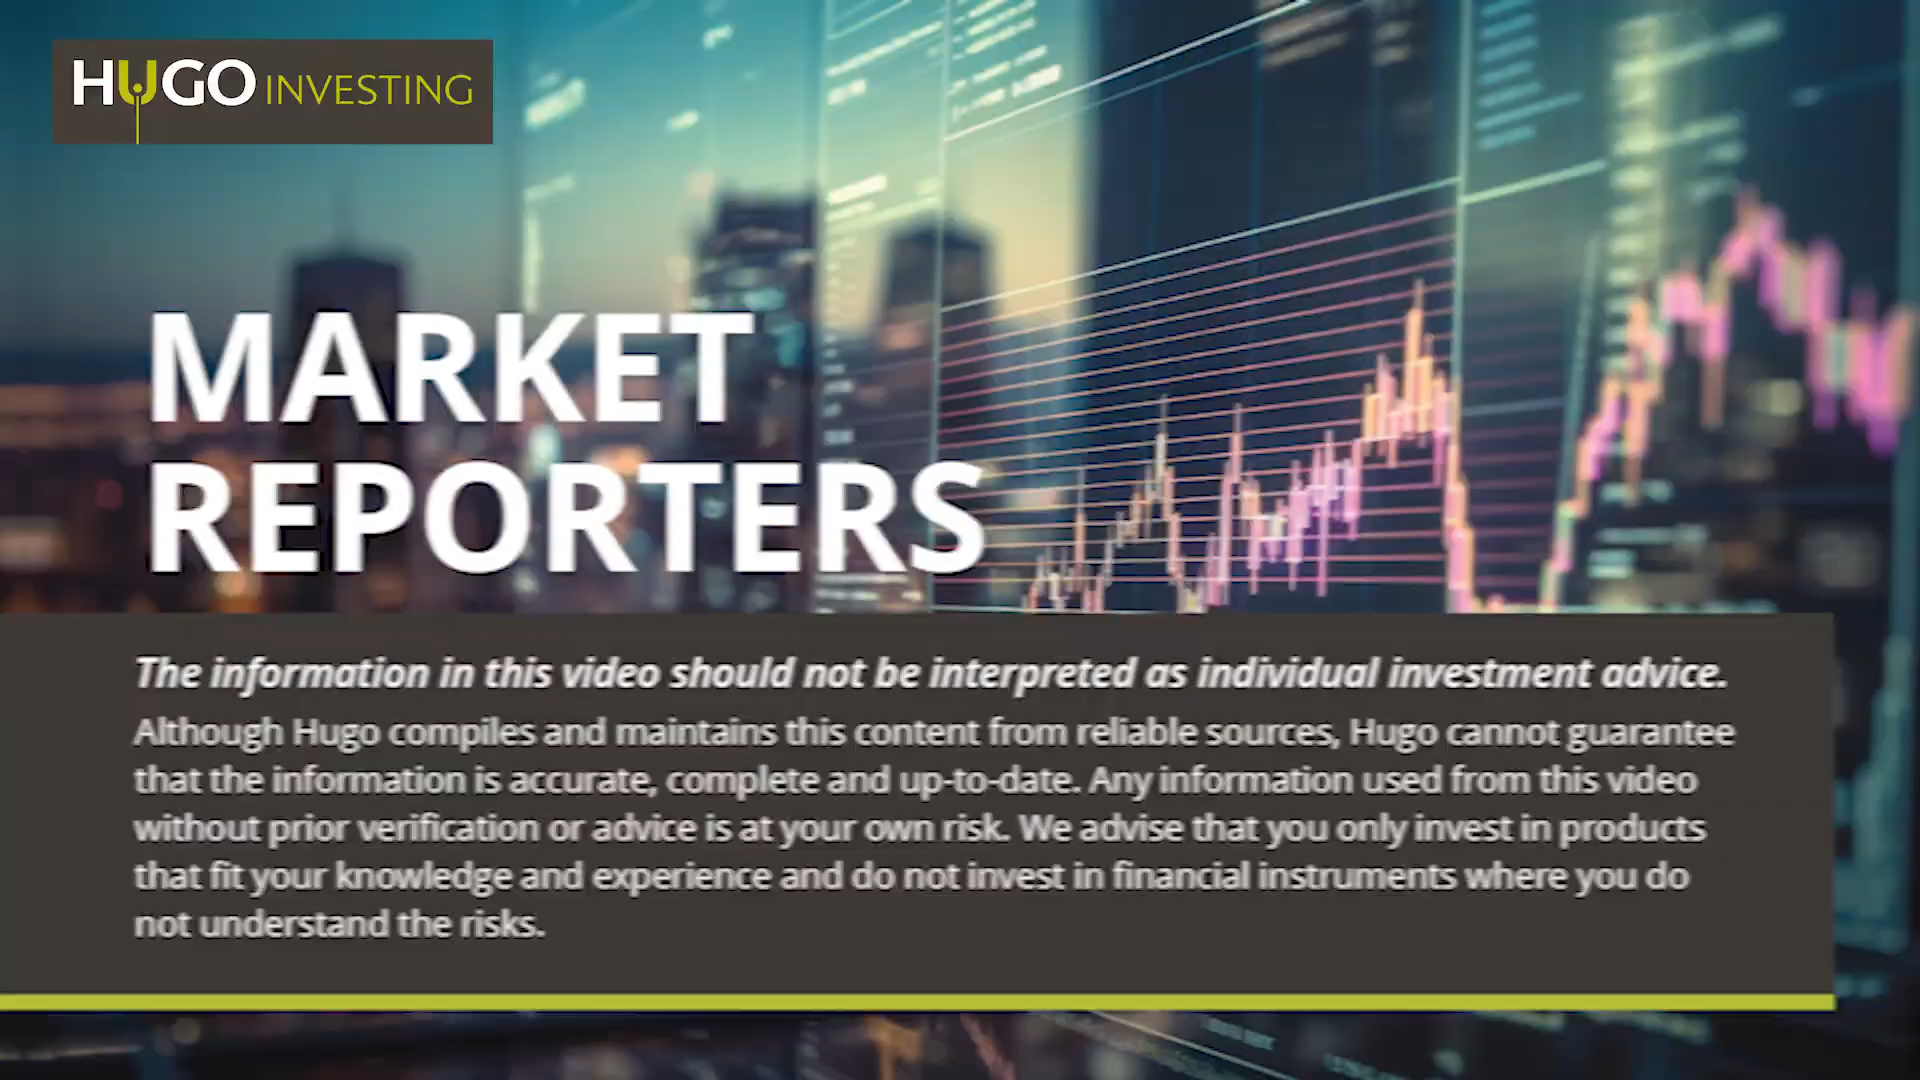 HUGO INVESTING
MARKET
REPORTERS
The information in this video should not be interpreted as individual investment advice.
Although Hugo compiles and maintains this content from reliable sources, Hugo cannot guarantee
that the information is accurate, complete and up-to-date. Any information used from this video
without prior verification or advice is at your own risk. We advise that you only invest in products
that fit your knowledge and experience and do not invest in financial instruments where you do
not understand the risks.